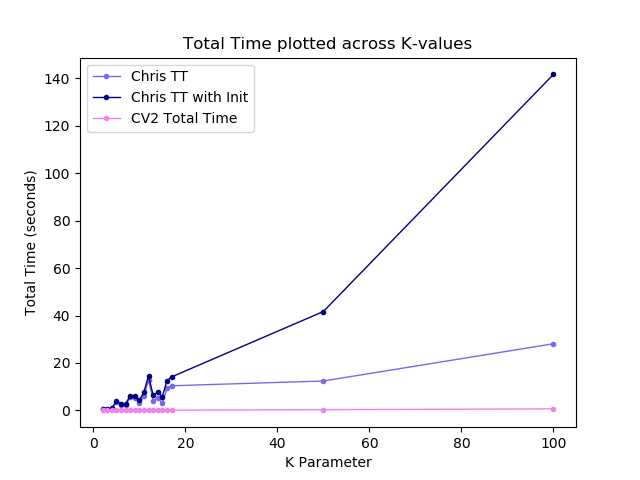 Total Time plotted across K-values
Chris TT
Chris TT with Init
CV2 Total Time
Total Time (seconds)
140
120
100
80
60
40
20
0
0 20 40 60 80 100
K Parameter